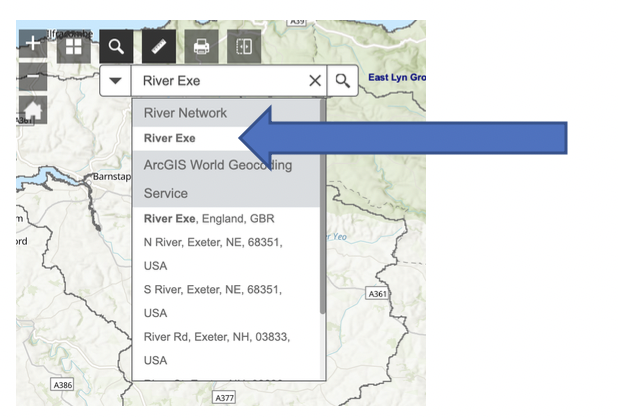 A39
Ilfracombe
River Exe
East Lyn Gro
River Network
River Exe
A361
ArcGIS World Geocoding
Service
Barnstap
River Exe, England, GBR
N River, Exeter, NE, 68351,
USA
r Yeo
S River, Exeter, NE, 68351,
USA
A361
River Rd, Exeter, NH, 03833,
USA
A386
A377